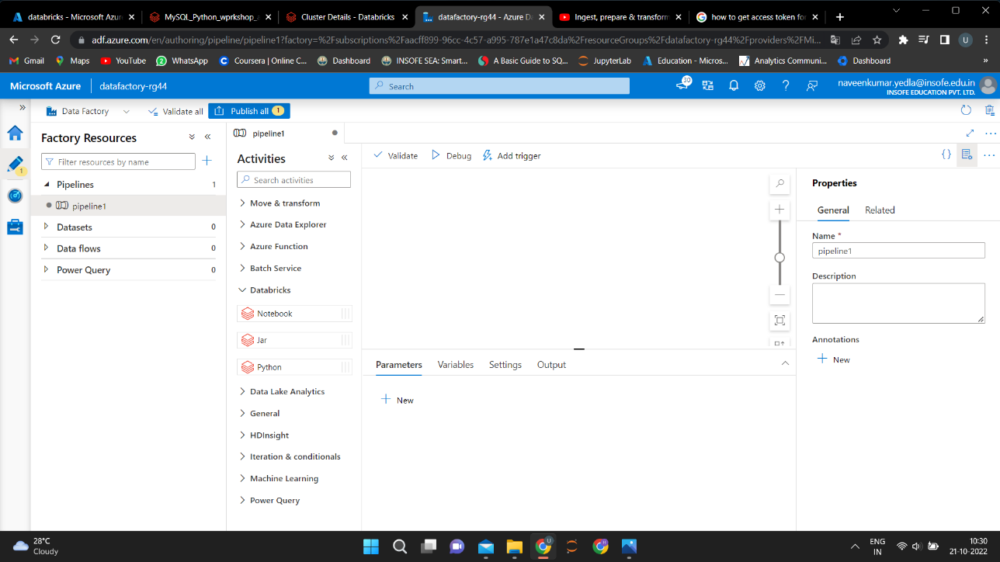 databricks - Microsoft Azur
MySQL_Python_wprkshop_
Cluster Details - Databricks
datafactory-rg44 - Azure D
Ingest, prepare & transform
how to get access token for
adf.azure.com/en/authoring/pipeline/pipeline1?factory=%2Fsubscriptions%2Faacff899-96cc-4c57-a995-787e1a47c8da%2FresourceGroups%2Fdatafactory-rg44%2Fproviders%2FMi...
U
Gmail
Maps
YouTube
WhatsApp
Coursera | Online C...
Dashboard
INSOFE SEA: Smart...
A Basic Guide to SQ...
JupyterLab
Education - Micros...
Analytics Communi...
Dashboard
»
Microsoft Azure
datafactory-rg44
Search
30
naveenkumar.yedla@insofe.edu.in
INSOFE EDUCATION PVT. LTD.
Data Factory
Validate all
Publish all 1
1
Factory Resources
Filter resources by name
Pipelines 1
pipeline1
Datasets 0
Data flows 0
Power Query 0
pipeline1
Activities
Search activities
Move & transform
Azure Data Explorer
Azure Function
Batch Service
Databricks
Notebook
Jar
Python
Data Lake Analytics
General
HDInsight
Iteration & conditionals
Machine Learning
Power Query
Validate
Debug
Add trigger
{}
Parameters
Variables
Settings
Output
New
Properties
General
Related
Name *
pipeline1
Description
Annotations
New
28°C
Cloudy
U
ENG
IN
10:30
21-10-2022